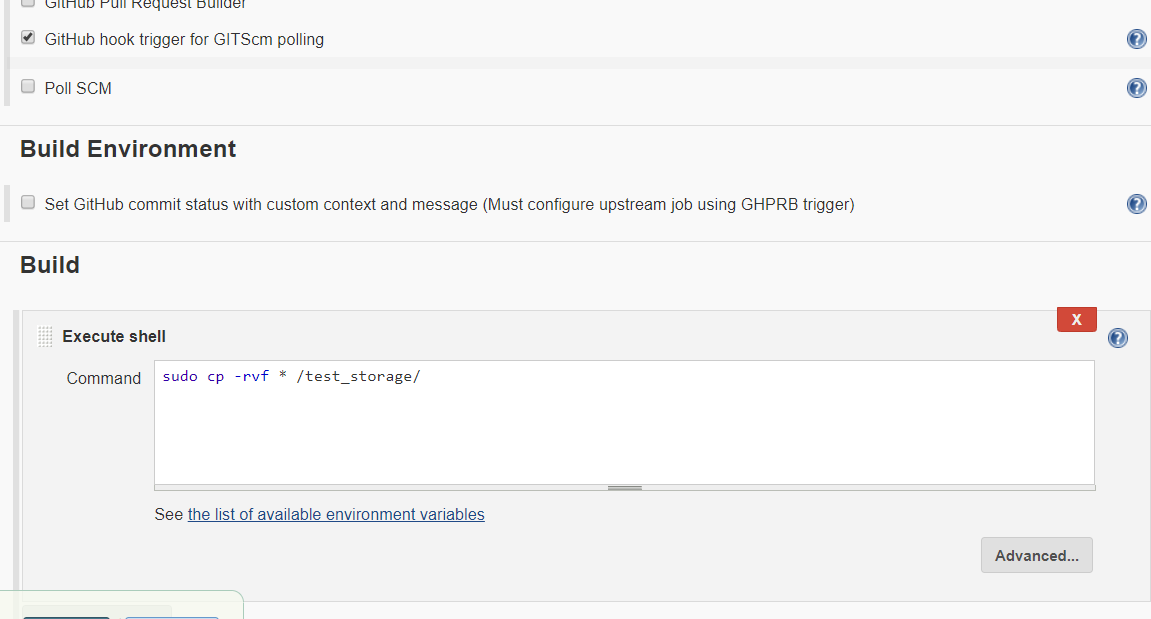 GitHub Pull Request Builder
GitHub hook trigger for GITScm polling
Poll SCM
Build Environment
Set GitHub commit status with custom context and message (Must configure upstream job using GHPRB trigger)
Build
X
Execute shell
Command
sudo cp -rvf * /test_storage/
See the list of available environment variables
Advanced...